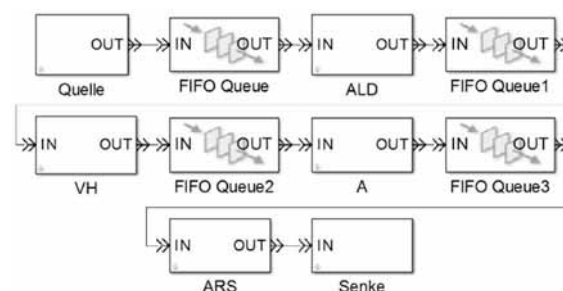 OUT IN OUT IN OUT IN OUT
Quelle FIFO Queue ALD FIFO Queue1
IN OUT IN OUT IN OUT IN OUT
VH FIFO Queue2 A FIFO Queue3
IN OUT IN
ARS Senke